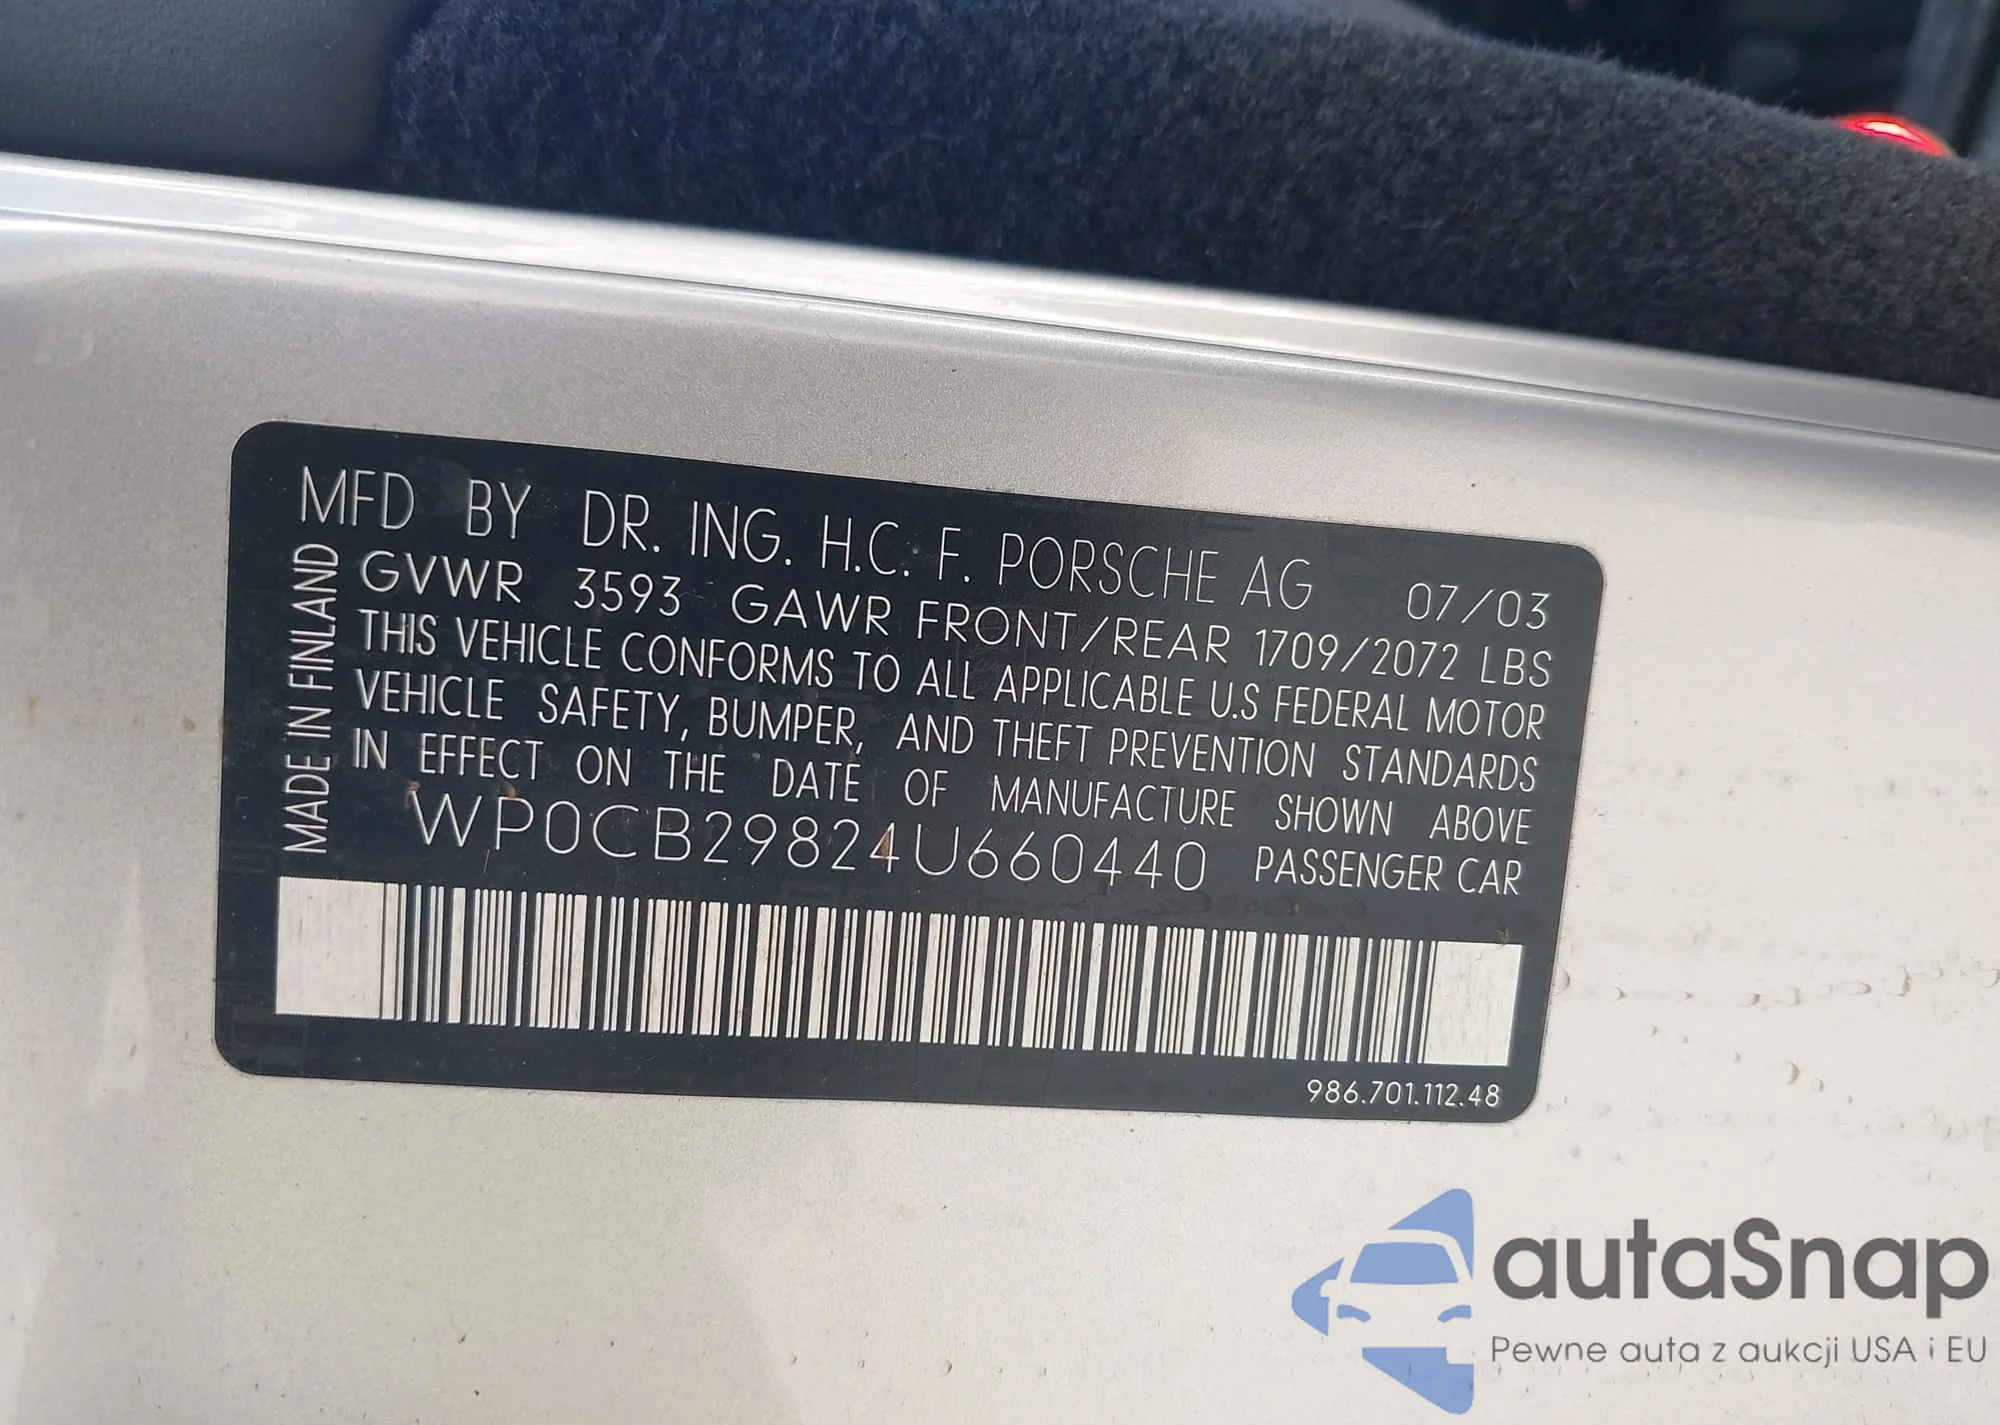 MFD BY DR. ING. H.C. F. PORSCHE AG 07/03
GVWR 3593 GAWR FRONT/REAR 1709/2072 LBS
THIS VEHICLE CONFORMS TO ALL APPLICABLE U.S FEDERAL MOTOR
VEHICLE SAFETY, BUMPER, AND THEFT PREVENTION STANDARDS
IN EFFECT ON THE DATE OF MANUFACTURE SHOWN ABOVE
WP0CB29824U660440 PASSENGER CAR
MADE IN FINLAND
986.701.112.48
autaSnap
Pewne auta z aukcji USA i EU